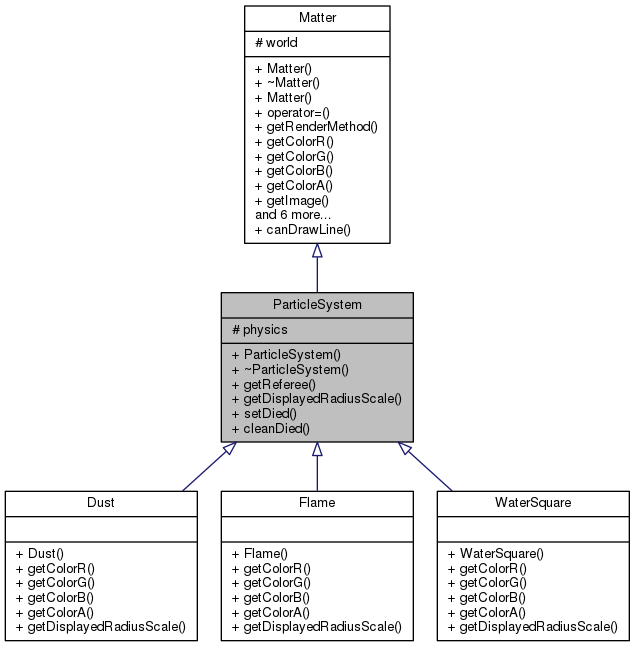 Matter
# world
+ Matter()
+ ~Matter()
+ Matter()
+ operator=()
+ getRenderMethod()
+ getColorR()
+ getColorG()
+ getColorB()
+ getColorA()
+ getImage()
and 6 more...
+ canDrawLine()
ParticleSystem
# physics
+ ParticleSystem()
+ ~ParticleSystem()
+ getReferee()
+ getDisplayedRadiusScale()
+ setDied()
+ cleanDied()
Dust
+ Dust()
+ getColorR()
+ getColorG()
+ getColorB()
+ getColorA()
+ getDisplayedRadiusScale()
Flame
+ Flame()
+ getColorR()
+ getColorG()
+ getColorB()
+ getColorA()
+ getDisplayedRadiusScale()
WaterSquare
+ WaterSquare()
+ getColorR()
+ getColorG()
+ getColorB()
+ getColorA()
+ getDisplayedRadiusScale()